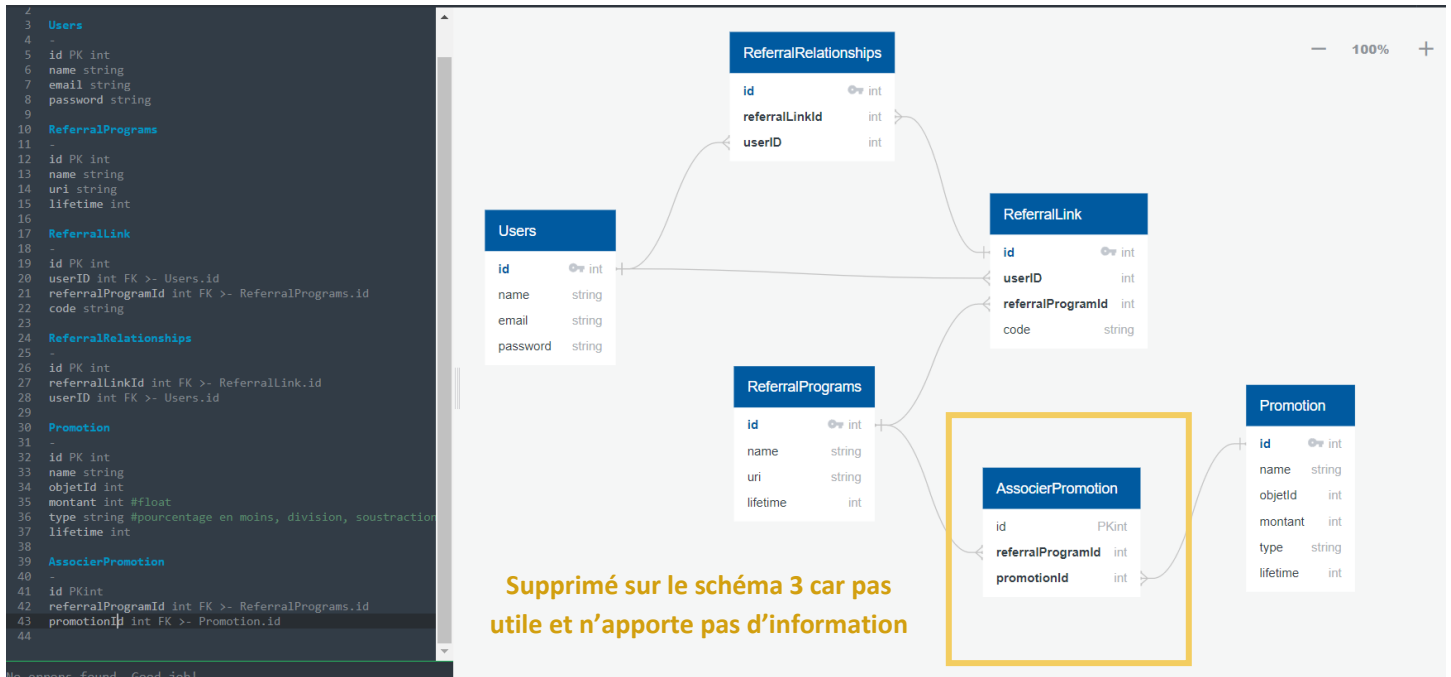 2
3 Users
4 -
5 id PK int
6 name string
7 email string
8 password string
9
10 ReferralPrograms
11 -
12 id PK int
13 name string
14 uri string
15 lifetime int
16
17 ReferralLink
18 -
19 id PK int
20 userID int FK >- Users.id
21 referralProgramId int FK >- ReferralPrograms.id
22 code string
23
24 ReferralRelationships
25 -
26 id PK int
27 referralLinkId int FK >- ReferralLink.id
28 userID int FK >- Users.id
29
30 Promotion
31 -
32 id PK int
33 name string
34 objetId int
35 montant int #float
36 type string #pourcentage en moins, division, soustraction
37 lifetime int
38
39 AssocierPromotion
40 -
41 id PKint
42 referralProgramId int FK >- ReferralPrograms.id
43 promotionId int FK >- Promotion.id
44
No errors found. Good job!
100%
ReferralRelationships
id int
referralLinkId int
userID int
Users
id int
name string
email string
password string
ReferralLink
id int
userID int
referralProgramId int
code string
ReferralPrograms
id int
name string
uri string
lifetime int
AssocierPromotion
id PKint
referralProgramId int
promotionId int
Promotion
id int
name string
objetId int
montant int
type string
lifetime int
Supprimé sur le schéma 3 car pas
utile et n’apporte pas d’information